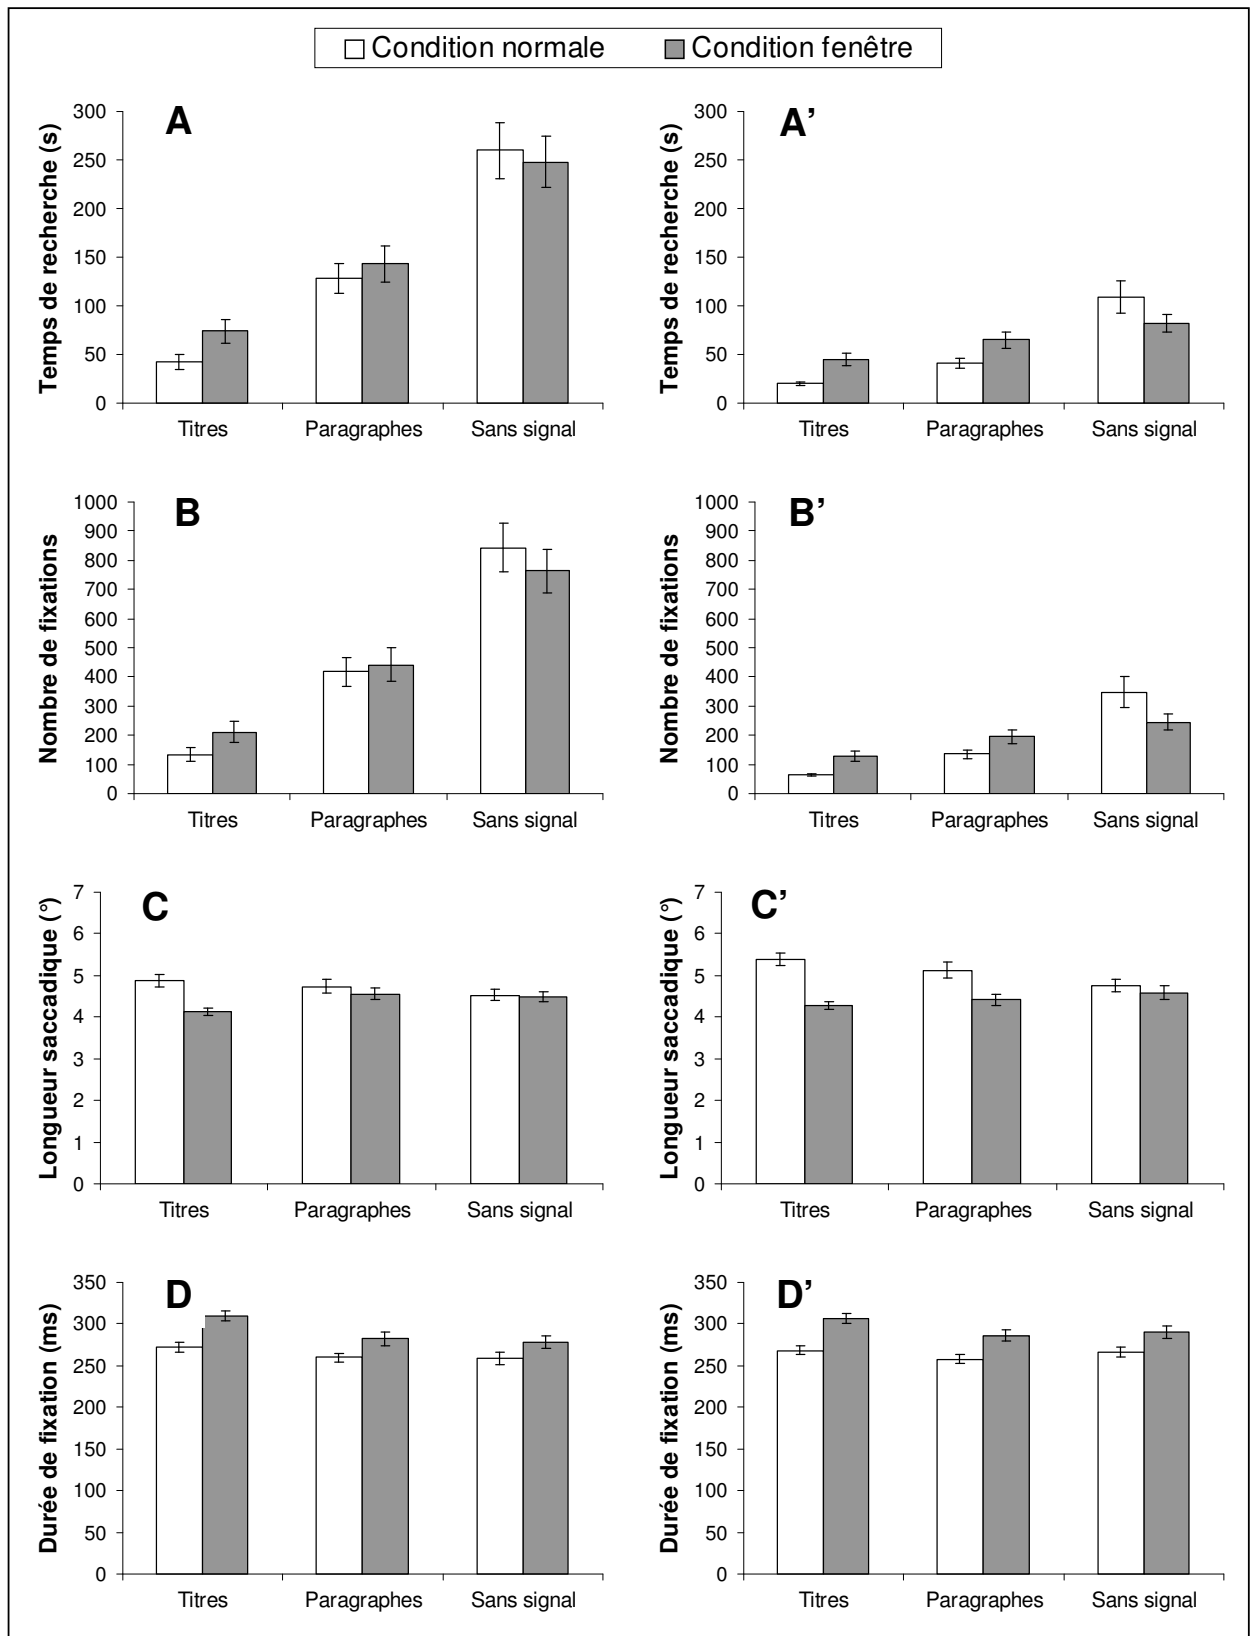 Condition normale Condition fenêtre
A
Temps de recherche (s)
300
250
200
150
100
50
0
Titres Paragraphes Sans signal
A’
Temps de recherche (s)
300
250
200
150
100
50
0
Titres Paragraphes Sans signal
B
Nombre de fixations
1000
900
800
700
600
500
400
300
200
100
0
Titres Paragraphes Sans signal
B’
Nombre de fixations
1000
900
800
700
600
500
400
300
200
100
0
Titres Paragraphes Sans signal
C
Longueur saccadique (°)
7
6
5
4
3
2
1
0
Titres Paragraphes Sans signal
C’
Longueur saccadique (°)
7
6
5
4
3
2
1
0
Titres Paragraphes Sans signal
D
Durée de fixation (ms)
350
300
250
200
150
100
50
0
Titres Paragraphes Sans signal
D’
Durée de fixation (ms)
350
300
250
200
150
100
50
0
Titres Paragraphes Sans signal